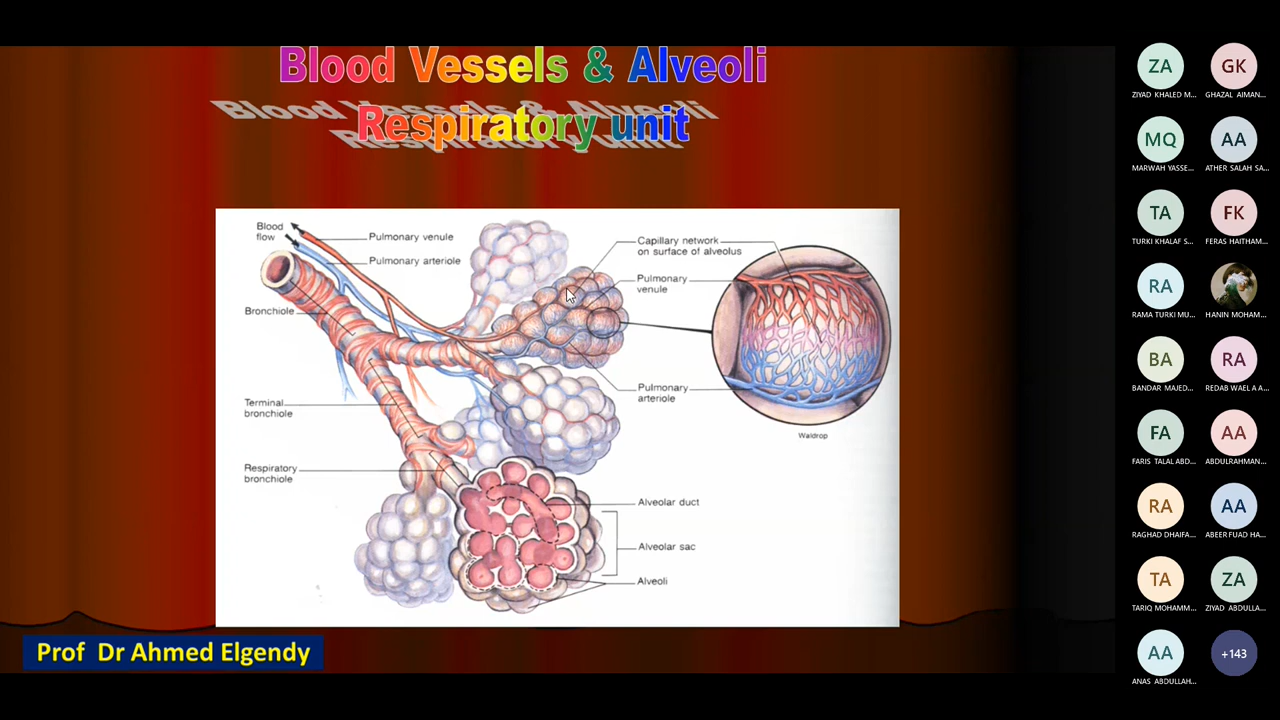 Blood Vessels & Alveoli
Respiratory unit
Blood
flow
Pulmonary venule
Pulmonary arteriole
Bronchiole
Terminal
bronchiole
Respiratory
bronchiole
Capillary network
on surface of alveolus
Pulmonary
venule
Pulmonary
arteriole
Waldrop
Alveolar duct
Alveolar sac
Alveoli
Prof Dr Ahmed Elgendy
ZA
ZIYAD KHALED M...
GK
GHAZAL AIMAN...
MQ
MARWAH YASSE...
AA
ATHER SALAH SA...
TA
TURKI KHALAF S...
FK
FERAS HAITHAM...
RA
RAMA TURKI MU...
HANIN MOHAM...
BA
BANDAR MAJED...
RA
REDAB WAEL A A...
FA
FARIS TALAL ABD...
AA
ABDULRAHMAN...
RA
RAGHAD DHAIFA...
AA
ABEER FUAD HA...
TA
TARIQ MOHAMM...
ZA
ZIYAD ABDULLA...
AA
ANAS ABDULLAH...
+143